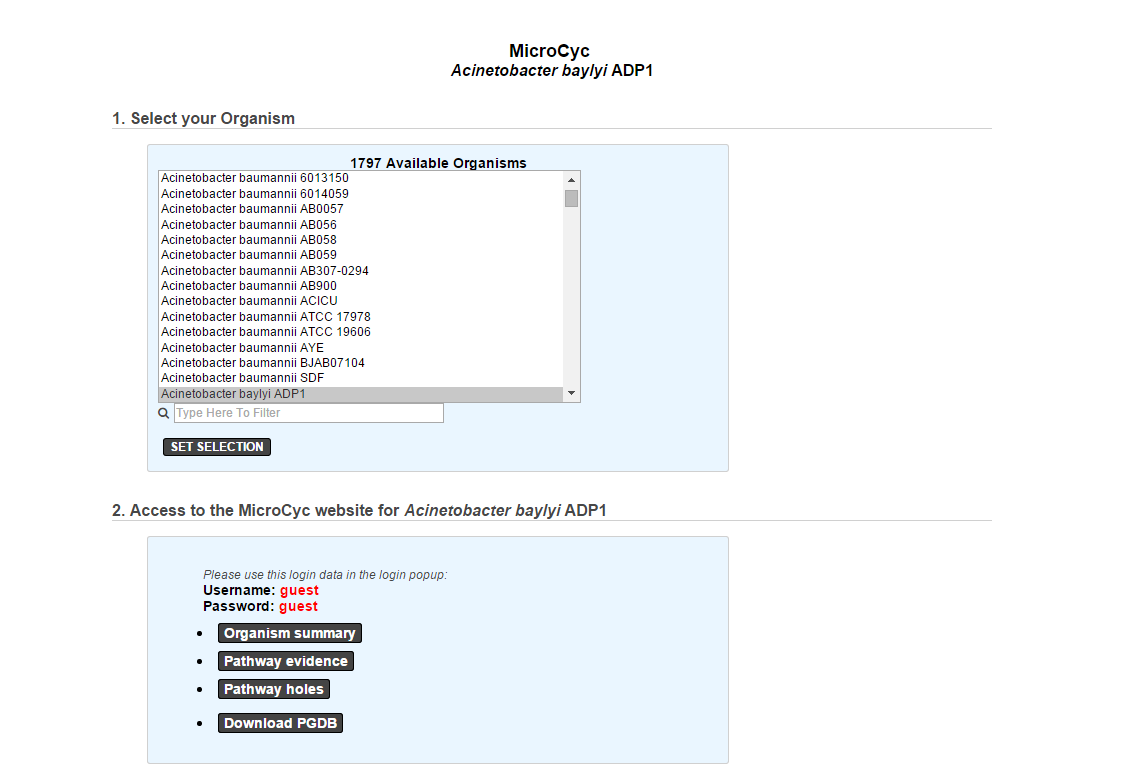 MicroCyc
Acinetobacter baylyi ADP1
1. Select your Organism
1797 Available Organisms
Acinetobacter baumannii 6013150
Acinetobacter baumannii 6014059
Acinetobacter baumannii AB0057
Acinetobacter baumannii AB056
Acinetobacter baumannii AB058
Acinetobacter baumannii AB059
Acinetobacter baumannii AB307-0294
Acinetobacter baumannii AB900
Acinetobacter baumannii ACICU
Acinetobacter baumannii ATCC 17978
Acinetobacter baumannii ATCC 19606
Acinetobacter baumannii AYE
Acinetobacter baumannii BJAB07104
Acinetobacter baumannii SDF
Acinetobacter baylyi ADP1
Type Here To Filter
SET SELECTION
2. Access to the MicroCyc website for Acinetobacter baylyi ADP1
Please use this login data in the login popup:
Username: guest
Password: guest
Organism summary
Pathway evidence
Pathway holes
Download PGDB